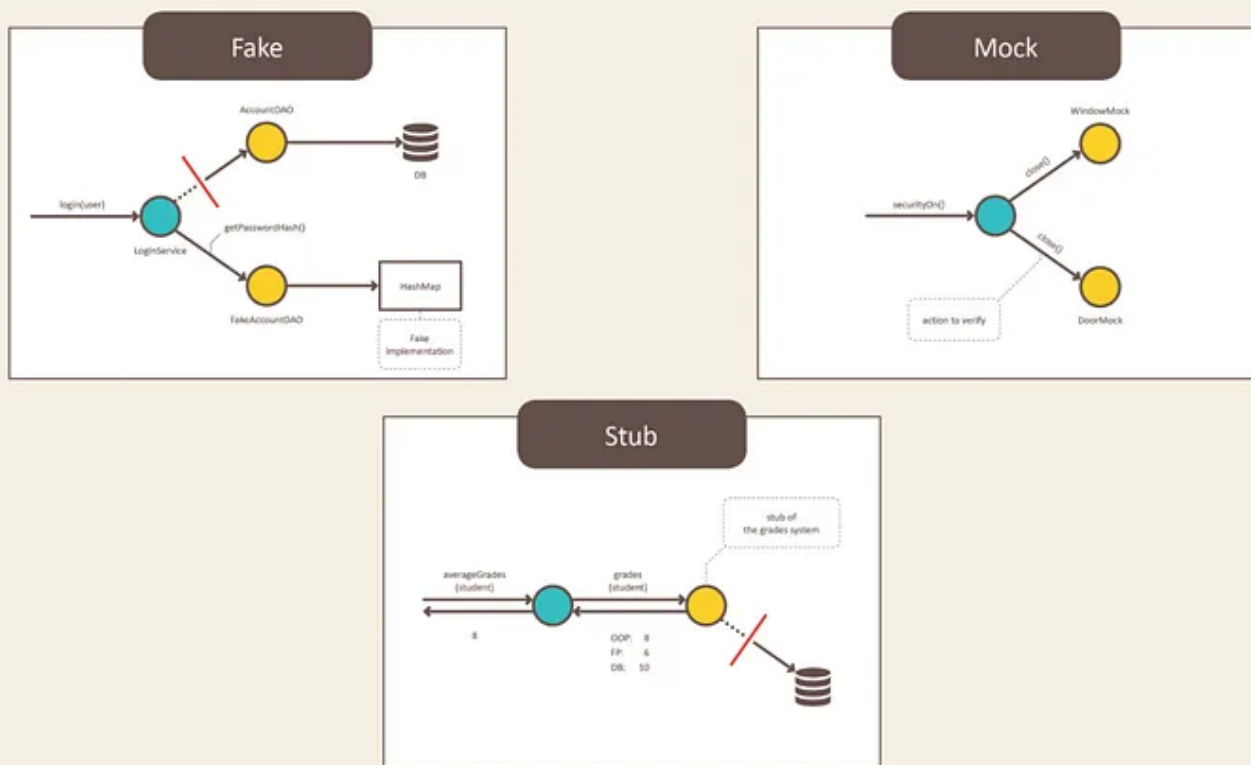 Fake
AccountDAO
DB
login(user)
getPasswordHash()
LoginService
HashMap
FakeAccountDAO
Fake
implementation
Mock
WindowMock
close()
securityOn()
close()
action to verify
DoorMock
Stub
stub of
the grades system
averageGrades
(student)
grades
(student)
8
OOP: 8
FP: 6
DB: 10